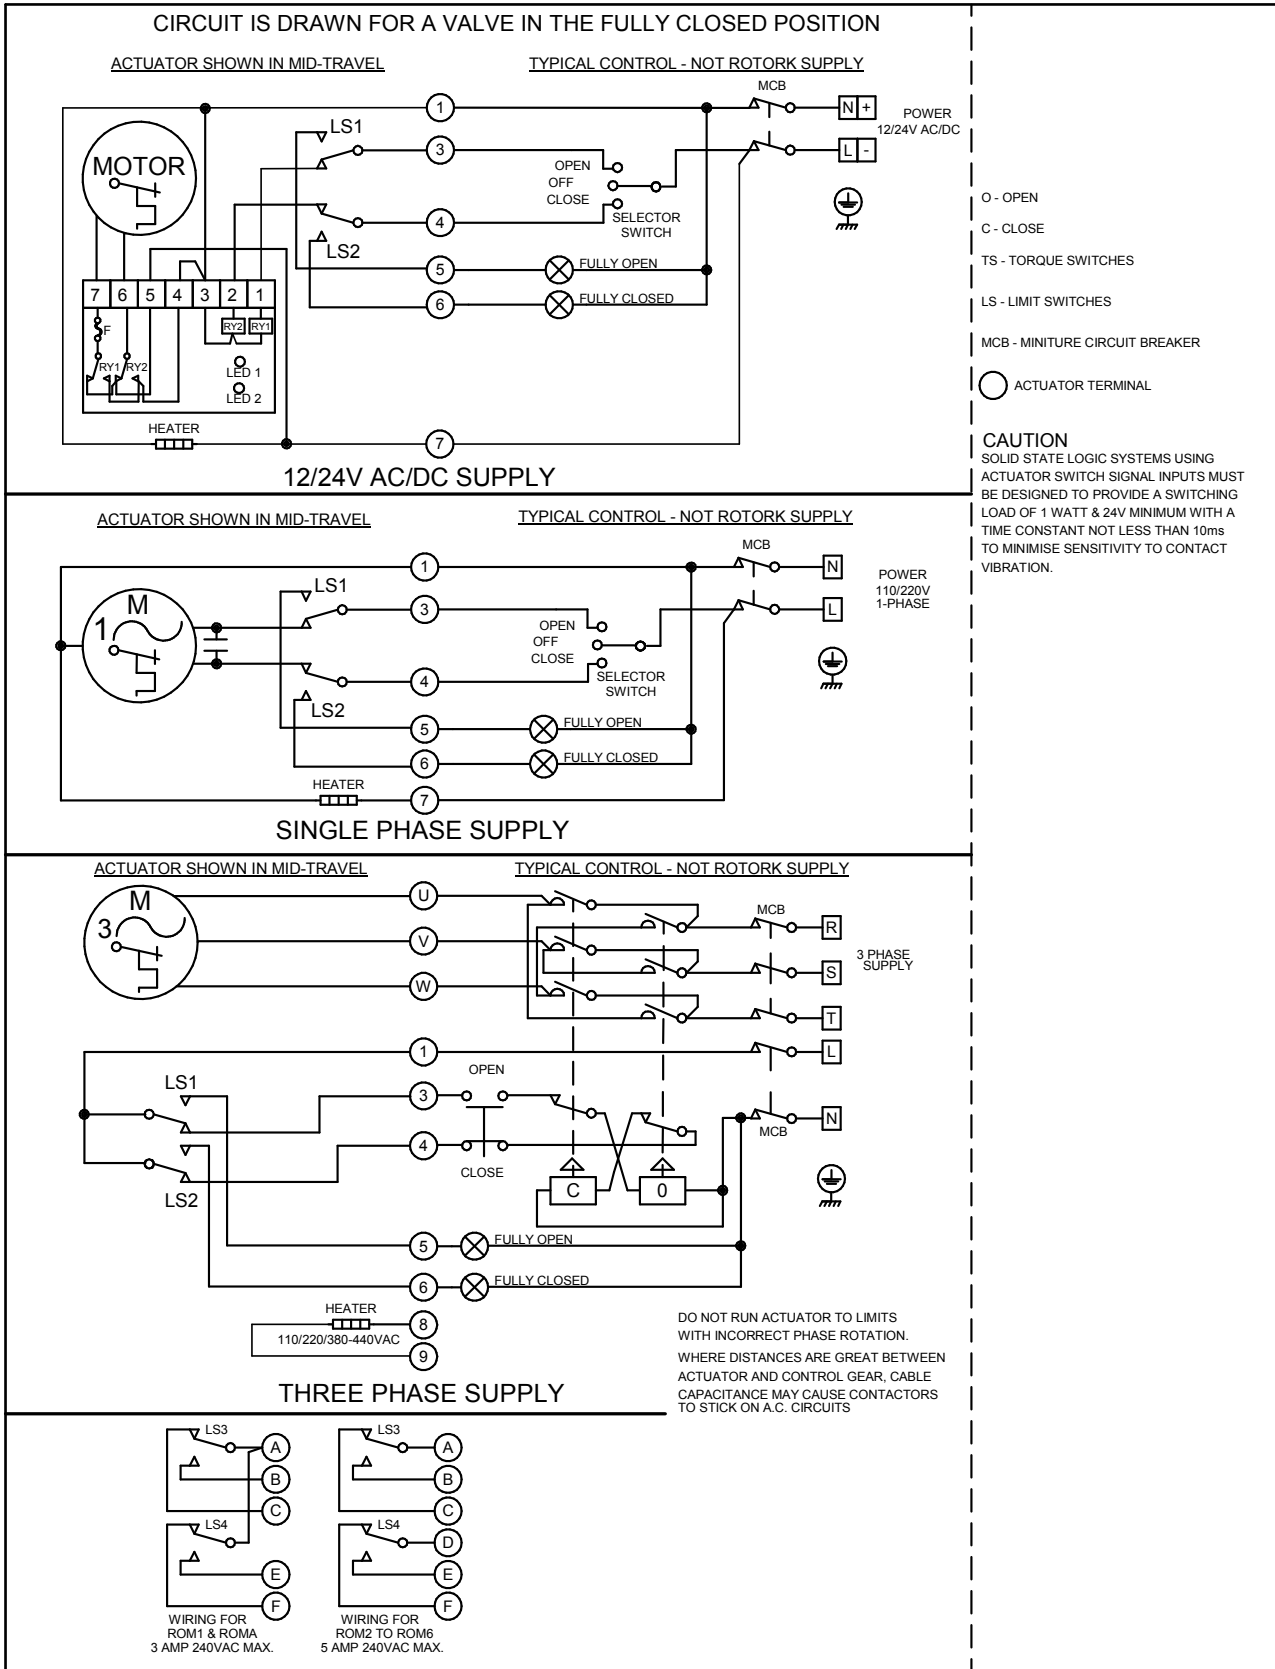 CIRCUIT IS DRAWN FOR A VALVE IN THE FULLY CLOSED POSITION
ACTUATOR SHOWN IN MID-TRAVEL
TYPICAL CONTROL - NOT ROTORK SUPPLY
MCB
1
N +
POWER
12/24V AC/DC
LS1
MOTOR
3
L -
OPEN
OFF
CLOSE
SELECTOR
SWITCH
4
LS2
5
FULLY OPEN
6
FULLY CLOSED
7 6 5 4 3 2 1
F
RY2 RY1
RY1 RY2
LED 1
LED 2
HEATER
7
12/24V AC/DC SUPPLY
O - OPEN
C - CLOSE
TS - TORQUE SWITCHES
LS - LIMIT SWITCHES
MCB - MINITURE CIRCUIT BREAKER
ACTUATOR TERMINAL
CAUTION
SOLID STATE LOGIC SYSTEMS USING
ACTUATOR SWITCH SIGNAL INPUTS MUST
BE DESIGNED TO PROVIDE A SWITCHING
LOAD OF 1 WATT & 24V MINIMUM WITH A
TIME CONSTANT NOT LESS THAN 10ms
TO MINIMISE SENSITIVITY TO CONTACT
VIBRATION.
ACTUATOR SHOWN IN MID-TRAVEL
TYPICAL CONTROL - NOT ROTORK SUPPLY
MCB
1
N
POWER
110/220V
1-PHASE
LS1
M
1
3
L
OPEN
OFF
CLOSE
SELECTOR
SWITCH
4
LS2
5
FULLY OPEN
6
FULLY CLOSED
HEATER
7
SINGLE PHASE SUPPLY
ACTUATOR SHOWN IN MID-TRAVEL
TYPICAL CONTROL - NOT ROTORK SUPPLY
M
3
U
MCB
R
V
3 PHASE
SUPPLY
S
W
T
1
L
OPEN
LS1
3
N
MCB
4
CLOSE
LS2
C
0
5
FULLY OPEN
6
FULLY CLOSED
HEATER
8
110/220/380-440VAC
9
DO NOT RUN ACTUATOR TO LIMITS
WITH INCORRECT PHASE ROTATION.
WHERE DISTANCES ARE GREAT BETWEEN
ACTUATOR AND CONTROL GEAR, CABLE
CAPACITANCE MAY CAUSE CONTACTORS
TO STICK ON A.C. CIRCUITS
THREE PHASE SUPPLY
LS3
A
B
C
LS4
E
F
WIRING FOR
ROM1 & ROMA
3 AMP 240VAC MAX.
LS3
A
B
C
LS4
D
E
F
WIRING FOR
ROM2 TO ROM6
5 AMP 240VAC MAX.